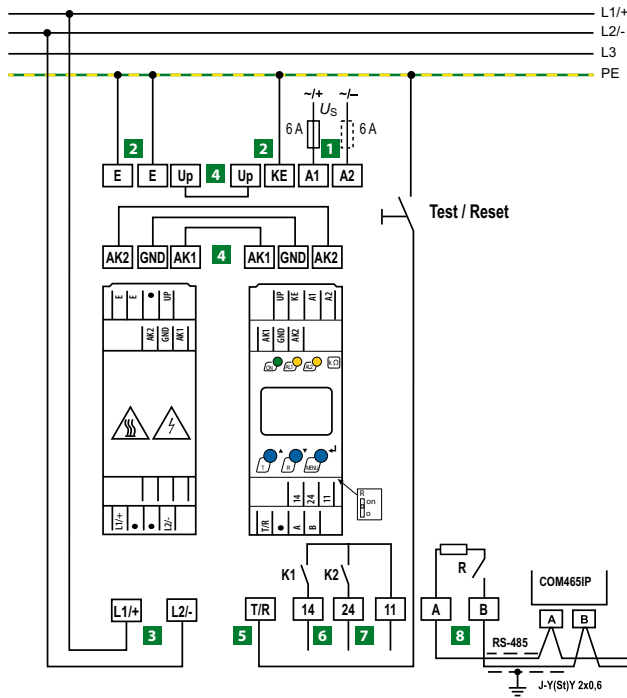 L1/+
L2/-
L3
PE
~/+ ~/–
US
6 A 6 A
2 2 1
E E Up 4 Up KE A1 A2
Test / Reset
AK2 GND AK1 4 AK1 GND AK2
E E UP UP KE A1 A2
AK2 GND AK1 AK1 GND AK2
ON AL1 AL2 kΩ
T R MENU
R
on
o
14 24 11
L1/+ L2/- T/R A B
K1 K2 R
COM465IP
L1/+ L2/- T/R 14 24 11 A B
A B
3 5 6 7 8
RS-485
J-Y(St)Y 2x0,6